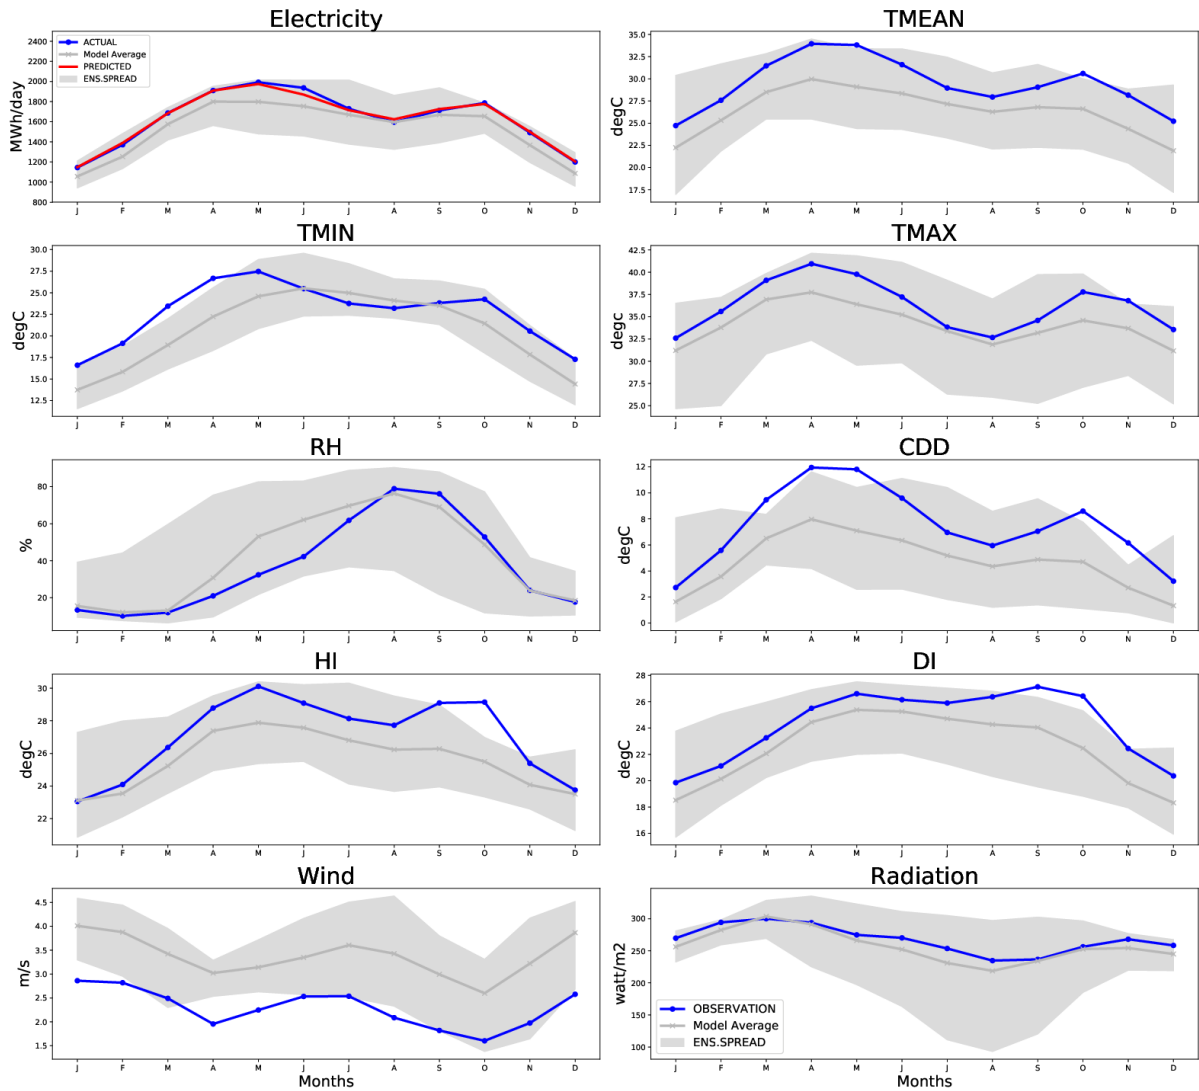 Electricity
MWh/day
2400
2200
2000
1800
1600
1400
1200
1000
800
ACTUAL
Model Average
PREDICTED
ENS.SPREAD
J F M A M J J A S O N D
TMEAN
degC
35.0
32.5
30.0
27.5
25.0
22.5
20.0
17.5
J F M A M J J A S O N D
TMIN
degC
30.0
27.5
25.0
22.5
20.0
17.5
15.0
12.5
J F M A M J J A S O N D
TMAX
degc
42.5
40.0
37.5
35.0
32.5
30.0
27.5
25.0
J F M A M J J A S O N D
RH
%
80
60
40
20
J F M A M J J A S O N D
CDD
degC
12
10
8
6
4
2
0
J F M A M J J A S O N D
HI
degC
30
28
26
24
22
J F M A M J J A S O N D
DI
degC
28
26
24
22
20
18
16
J F M A M J J A S O N D
Wind
m/s
4.5
4.0
3.5
3.0
2.5
2.0
1.5
J F M A M J J A S O N D
Months
Radiation
watt/m2
300
250
200
150
100
OBSERVATION
Model Average
ENS.SPREAD
J F M A M J J A S O N D
Months